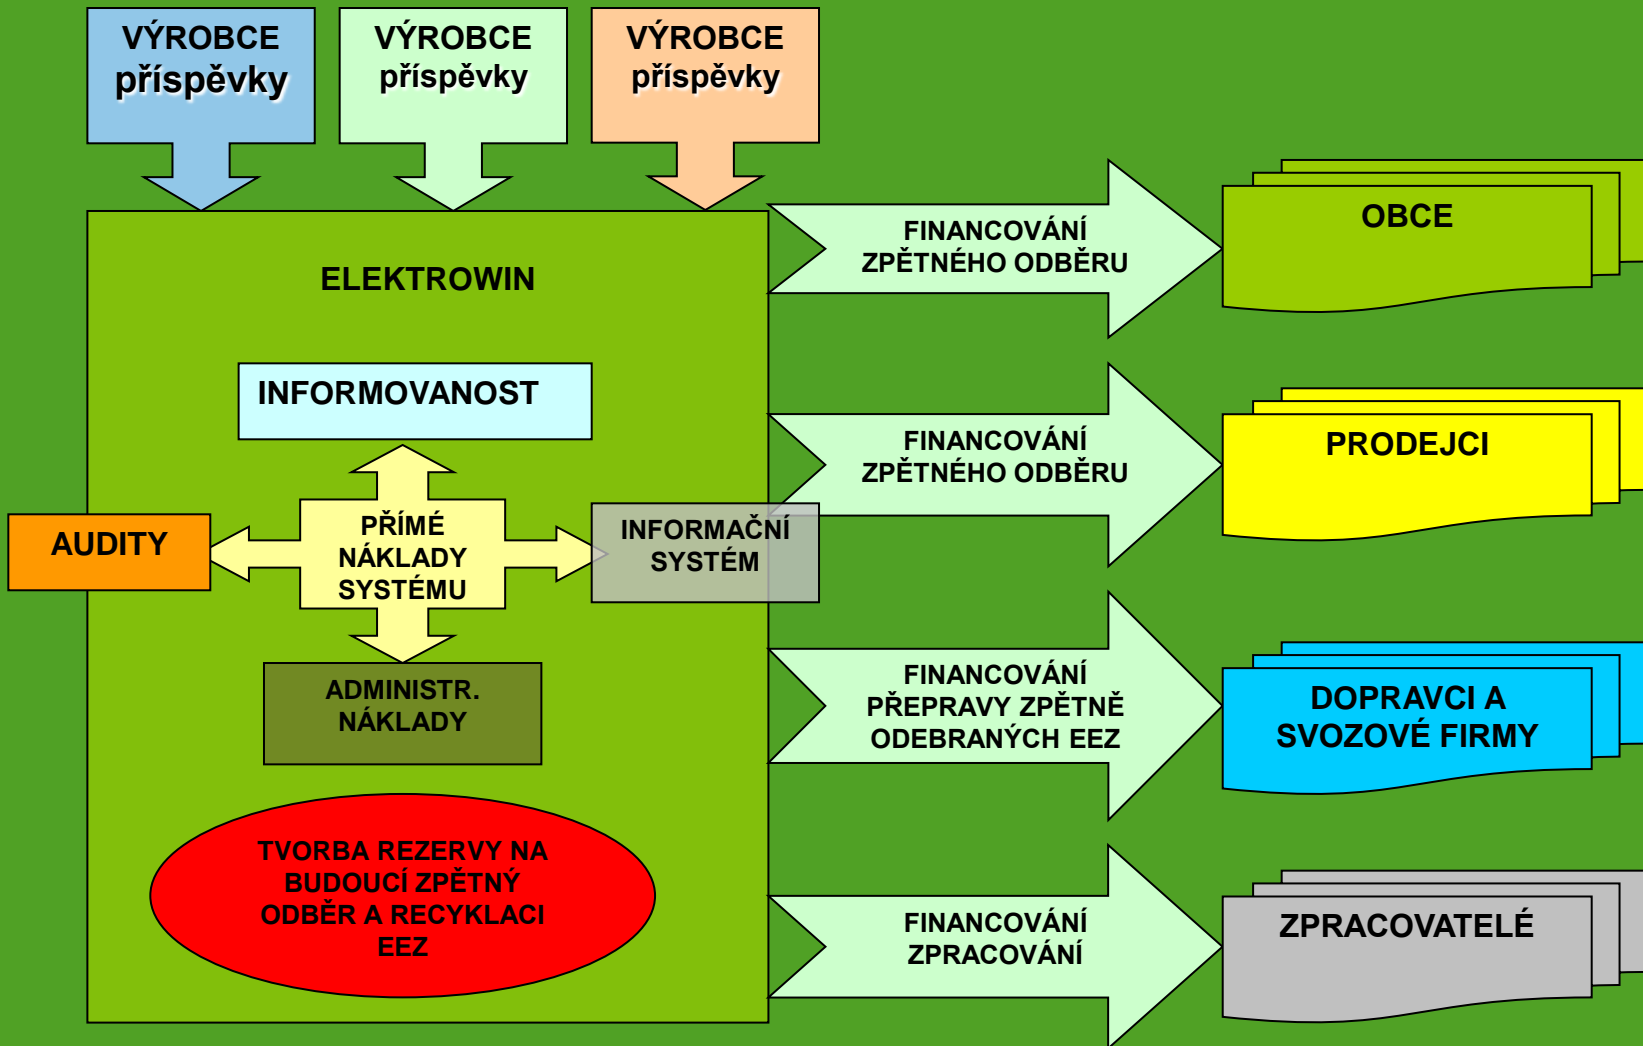 VÝROBCE
příspěvky
VÝROBCE
příspěvky
VÝROBCE
příspěvky
ELEKTROWIN
INFORMOVANOST
AUDITY
PŘÍMÉ
NÁKLADY
SYSTÉMU
INFORMAČNÍ
SYSTÉM
ADMINISTR.
NÁKLADY
TVORBA REZERVY NA
BUDOUCÍ ZPĚTNÝ
ODBĚR A RECYKLACI
EEZ
FINANCOVÁNÍ
ZPĚTNÉHO ODBĚRU
OBCE
FINANCOVÁNÍ
ZPĚTNÉHO ODBĚRU
PRODEJCI
FINANCOVÁNÍ
PŘEPRAVY ZPĚTNĚ
ODEBRANÝCH EEZ
DOPRAVCI A
SVOZOVÉ FIRMY
FINANCOVÁNÍ
ZPRACOVÁNÍ
ZPRACOVATELÉ